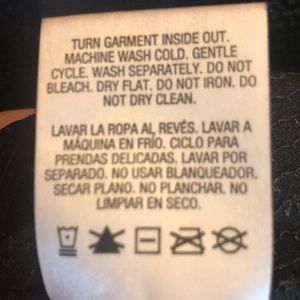 TURN GARMENT INSIDE OUT.
MACHINE WASH COLD. GENTLE
CYCLE. WASH SEPARATELY. DO NOT
BLEACH. DRY FLAT. DO NOT IRON. DO
NOT DRY CLEAN.
LAVAR LA ROPA AL REVÉS. LAVAR A
MÁQUINA EN FRÍO. CICLO PARA
PRENDAS DELICADAS. LAVAR POR
SEPARADO. NO USAR BLANQUEADOR.
SECAR PLANO. NO PLANCHAR. NO
LIMPIAR EN SECO.